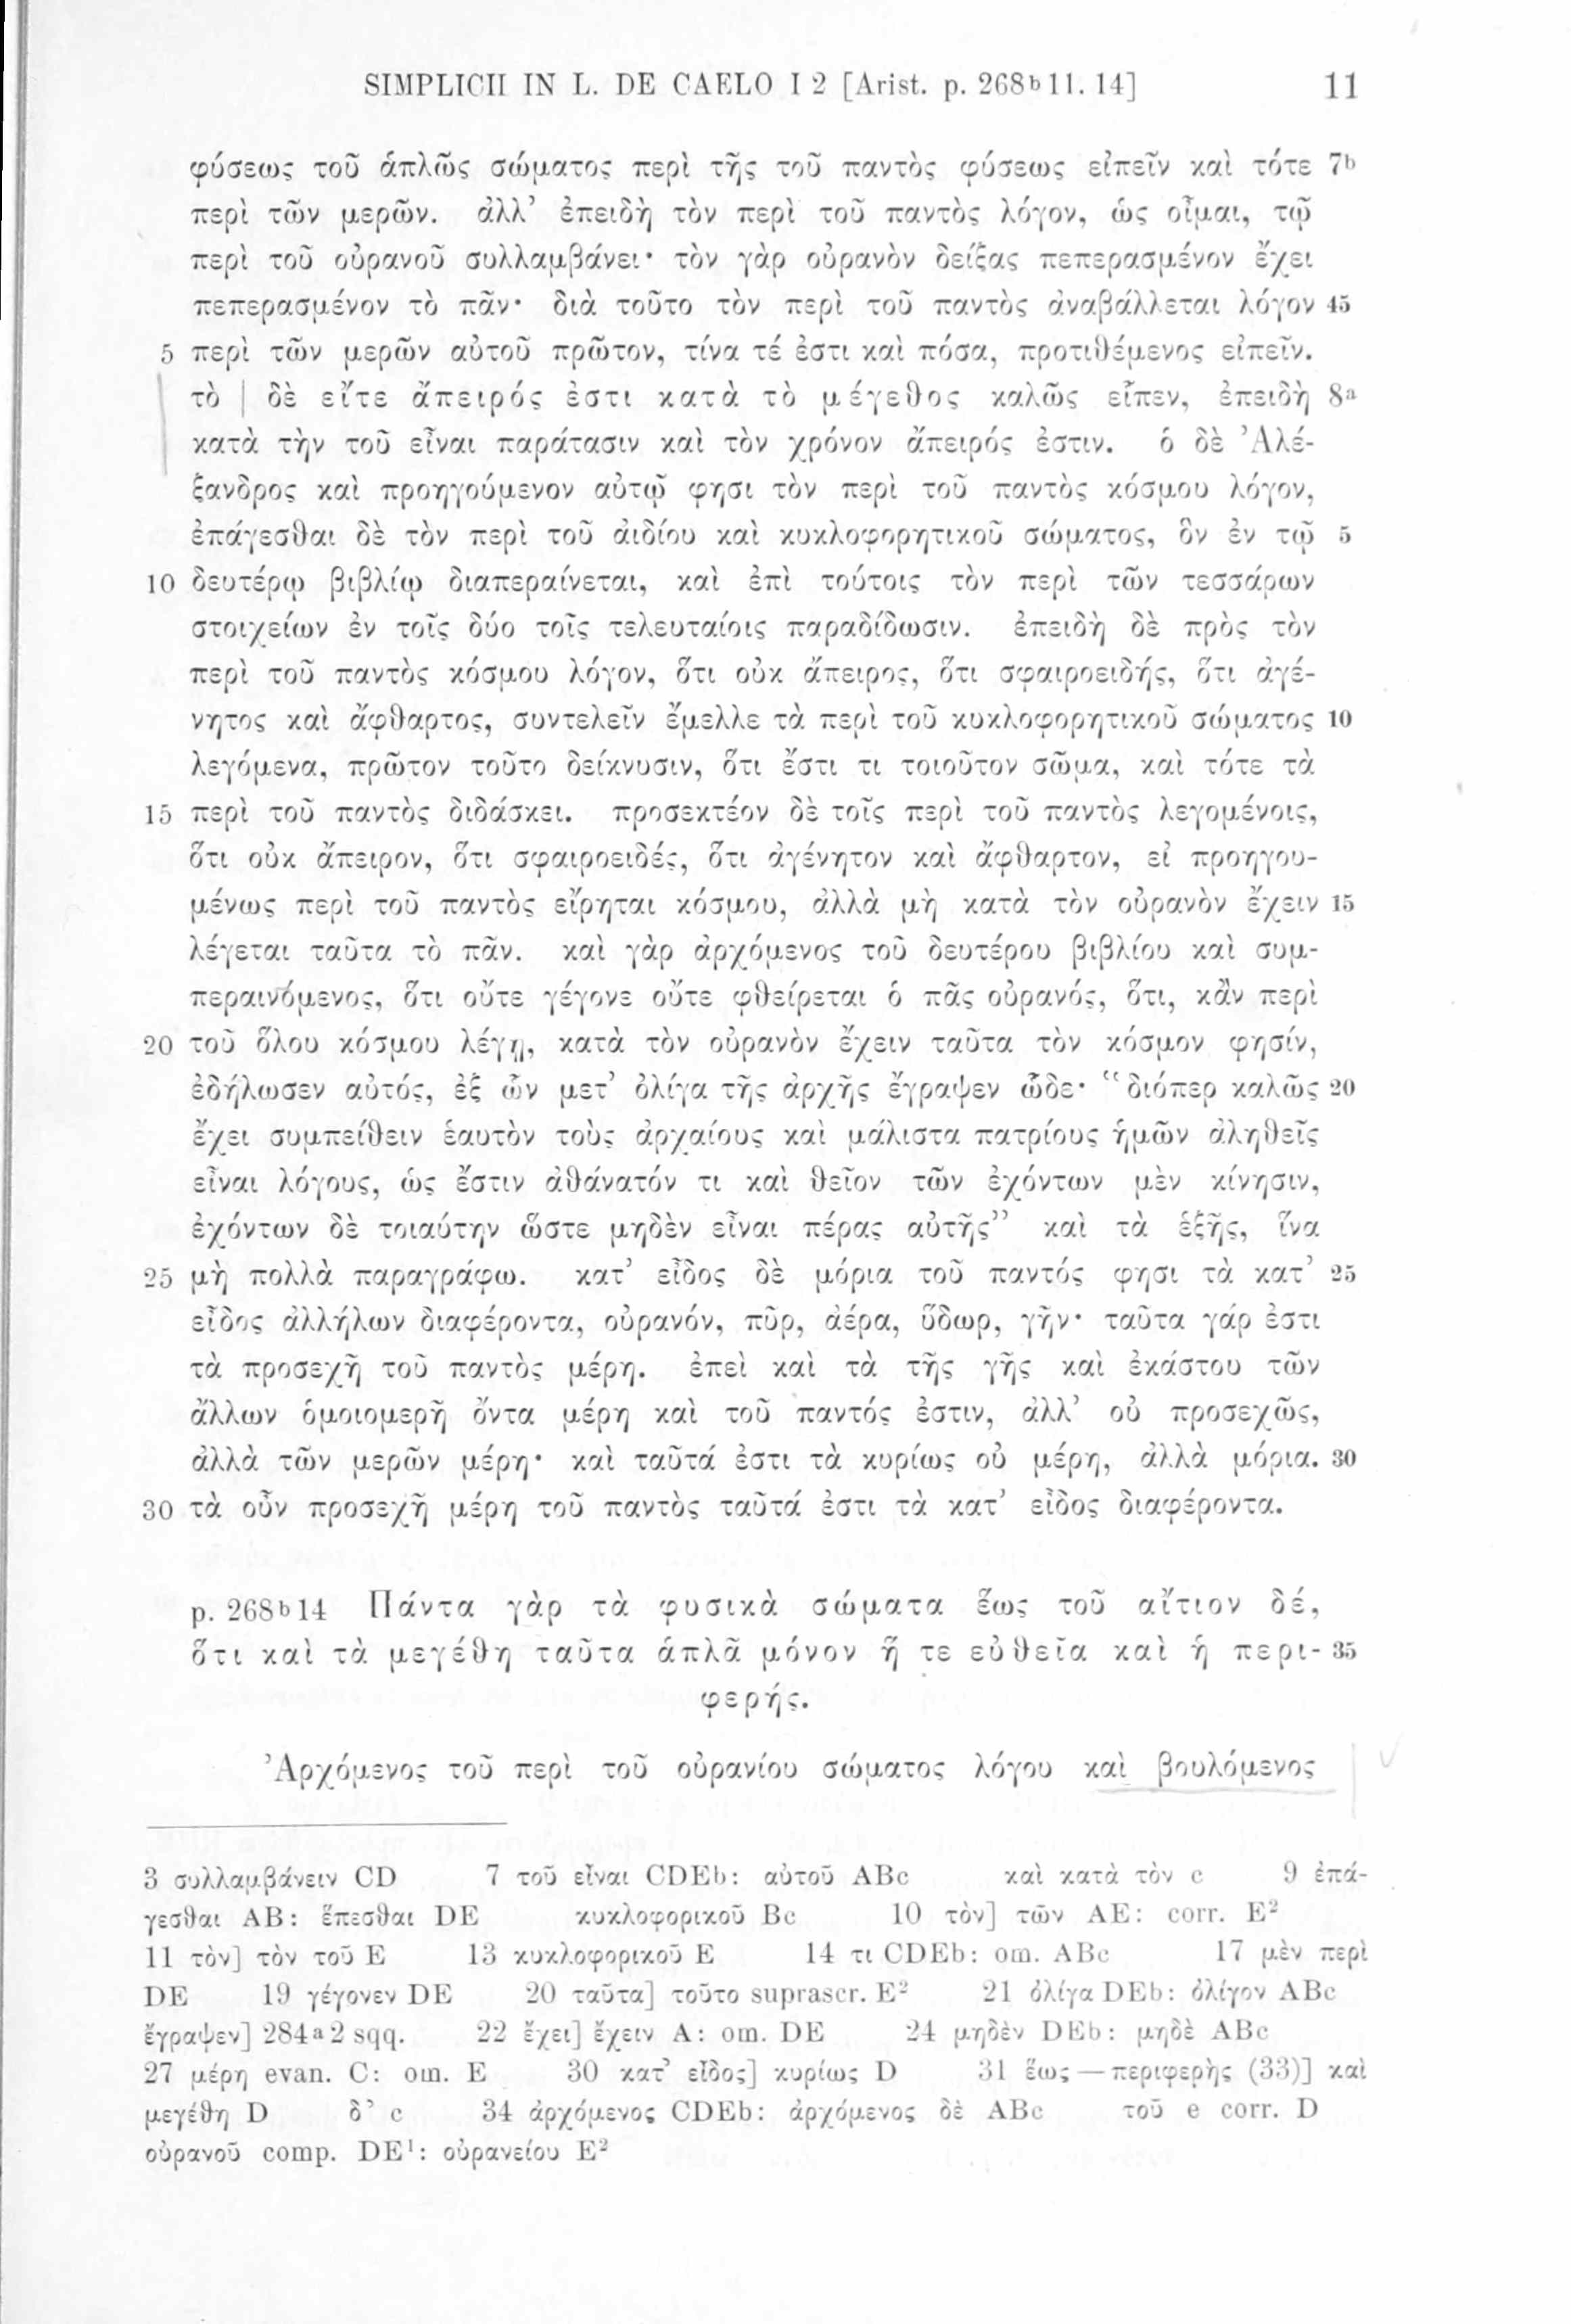 SIMPLICII IN L. DE CAELO I 2 [Arist. p. 268ᵇ11. 14] 11
φύσεως τοῦ ἁπλῶς σώματος περὶ τῆς τοῦ παντὸς φύσεως εἰπεῖν καὶ τότε 7ᵇ
περὶ τῶν μερῶν. ἀλλ’ ἐπειδὴ τὸν περὶ τοῦ παντὸς λόγον, ὡς οἶμαι, τῷ
περὶ τοῦ οὐρανοῦ συλλαμβάνει· τὸν γὰρ οὐρανὸν δείξας πεπερασμένον ἔχει
πεπερασμένον τὸ πᾶν· διὰ τοῦτο τὸν περὶ τοῦ παντὸς ἀναβάλλεται λόγον 45
5 περὶ τῶν μερῶν αὐτοῦ πρῶτον, τίνα τέ ἐστι καὶ πόσα, προτιθέμενος εἰπεῖν.
τὸ | δὲ εἴτε ἄπειρός ἐστι κατὰ τὸ μέγεθος καλῶς εἶπεν, ἐπειδὴ 8ᵃ
κατὰ τὴν τοῦ εἶναι παράτασιν καὶ τὸν χρόνον ἄπειρός ἐστιν. ὁ δὲ Ἀλέ-
ξανδρος καὶ προηγούμενον αὐτῷ φησι τὸν περὶ τοῦ παντὸς κόσμου λόγον,
ἐπάγεσθαι δὲ τὸν περὶ τοῦ ἀιδίου καὶ κυκλοφορητικοῦ σώματος, ὃν ἐν τῷ 5
10 δευτέρῳ βιβλίῳ διαπεραίνεται, καὶ ἐπὶ τούτοις τὸν περὶ τῶν τεσσάρων
στοιχείων ἐν τοῖς δύο τοῖς τελευταίοις παραδίδωσιν. ἐπειδὴ δὲ πρὸς τὸν
περὶ τοῦ παντὸς κόσμου λόγον, ὅτι οὐκ ἄπειρος, ὅτι σφαιροειδής, ὅτι ἀγέ-
νητος καὶ ἄφθαρτος, συντελεῖν ἔμελλε τὰ περὶ τοῦ κυκλοφορητικοῦ σώματος 10
λεγόμενα, πρῶτον τοῦτο δείκνυσιν, ὅτι ἔστι τι τοιοῦτον σῶμα, καὶ τότε τὰ
15 περὶ τοῦ παντὸς διδάσκει. προσεκτέον δὲ τοῖς περὶ τοῦ παντὸς λεγομένοις,
ὅτι οὐκ ἄπειρον, ὅτι σφαιροειδές, ὅτι ἀγένητον καὶ ἄφθαρτον, εἰ προηγου-
μένως περὶ τοῦ παντὸς εἴρηται κόσμου, ἀλλὰ μὴ κατὰ τὸν οὐρανὸν ἔχειν 15
λέγεται ταῦτα τὸ πᾶν. καὶ γὰρ ἀρχόμενος τοῦ δευτέρου βιβλίου καὶ συμ-
περαινόμενος, ὅτι οὔτε γέγονε οὔτε φθείρεται ὁ πᾶς οὐρανός, ὅτι, κἂν περὶ
20 τοῦ ὅλου κόσμου λέγῃ, κατὰ τὸν οὐρανὸν ἔχειν ταῦτα τὸν κόσμον φησίν,
ἐδήλωσεν αὐτός, ἐξ ὧν μετ’ ὀλίγα τῆς ἀρχῆς ἔγραψεν ὧδε· “διόπερ καλῶς 20
ἔχει συμπείθειν ἑαυτὸν τοὺς ἀρχαίους καὶ μάλιστα πατρίους ἡμῶν ἀληθεῖς
εἶναι λόγους, ὡς ἔστιν ἀθάνατόν τι καὶ θεῖον τῶν ἐχόντων μὲν κίνησιν,
ἐχόντων δὲ τοιαύτην ὥστε μηδὲν εἶναι πέρας αὐτῆς” καὶ τὰ ἑξῆς, ἵνα
25 μὴ πολλὰ παραγράφω. κατ’ εἶδος δὲ μόρια τοῦ παντός φησι τὰ κατ’ 25
εἶδος ἀλλήλων διαφέροντα, οὐρανόν, πῦρ, ἀέρα, ὕδωρ, γῆν· ταῦτα γάρ ἐστι
τὰ προσεχῆ τοῦ παντὸς μέρη. ἐπεὶ καὶ τὰ τῆς γῆς καὶ ἑκάστου τῶν
ἄλλων ὁμοιομερῆ ὄντα μέρη καὶ τοῦ παντός ἐστιν, ἀλλ’ οὐ προσεχῶς,
ἀλλὰ τῶν μερῶν μέρη· καὶ ταῦτά ἐστι τὰ κυρίως οὐ μέρη, ἀλλὰ μόρια. 30
30 τὰ οὖν προσεχῆ μέρη τοῦ παντὸς ταῦτά ἐστι τὰ κατ’ εἶδος διαφέροντα.
p. 268ᵇ14 Πάντα γὰρ τὰ φυσικὰ σώματα ἕως τοῦ αἴτιον δέ,
ὅτι καὶ τὰ μεγέθη ταῦτα ἁπλᾶ μόνον ἥ τε εὐθεῖα καὶ ἡ περι- 35
φερής.
Ἀρχόμενος τοῦ περὶ τοῦ οὐρανίου σώματος λόγου καὶ βουλόμενος
3 συλλαμβάνειν CD 7 τοῦ εἶναι CDEb: αὐτοῦ ABc καὶ κατὰ τὸν c 9 ἐπά-
γεσθαι AB: ἕπεσθαι DE κυκλοφορικοῦ Bc 10 τὸν] τῶν AE: corr. E²
11 τὸν] τὸν τοῦ E 13 κυκλοφορικοῦ E 14 τι CDEb: om. ABc 17 μὲν περὶ
DE 19 γέγονεν DE 20 ταῦτα] τοῦτο suprascr. E² 21 ὀλίγα DEb: ὀλίγον ABc
ἔγραψεν] 284ᵃ2 sqq. 22 ἔχει] ἔχειν A: om. DE 24 μηδὲν DEb: μηδὲ ABc
27 μέρη evan. C: om. E 30 κατ’ εἶδος] κυρίως D 31 ἕως — περιφερὴς (33)] καὶ
μεγέθη D δ’ c 34 ἀρχόμενος CDEb: ἀρχόμενος δὲ ABc τοῦ e corr. D
οὐρανοῦ comp. DE¹: οὐρανείου E²